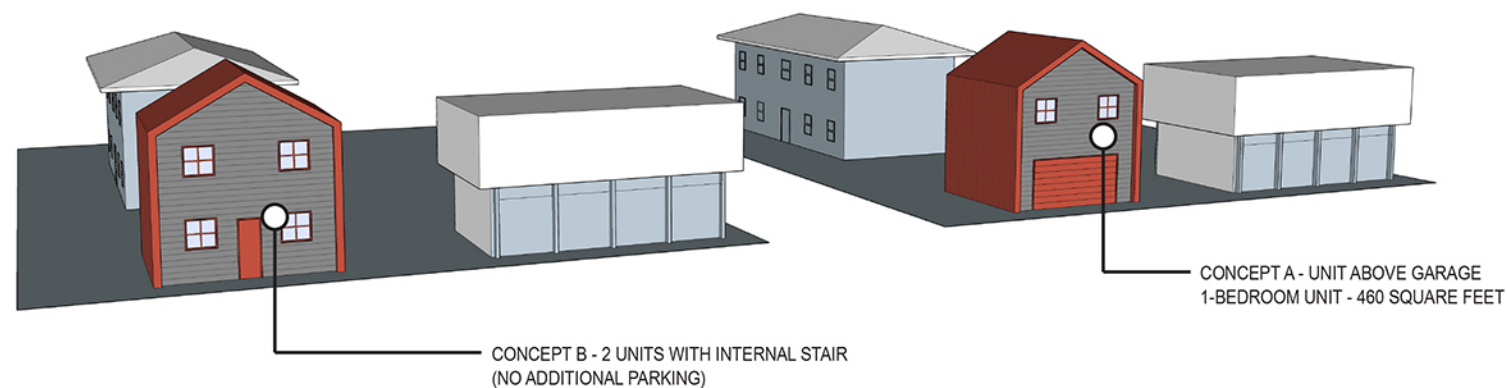 CONCEPT A - UNIT ABOVE GARAGE
1-BEDROOM UNIT - 460 SQUARE FEET
CONCEPT B - 2 UNITS WITH INTERNAL STAIR
(NO ADDITIONAL PARKING)